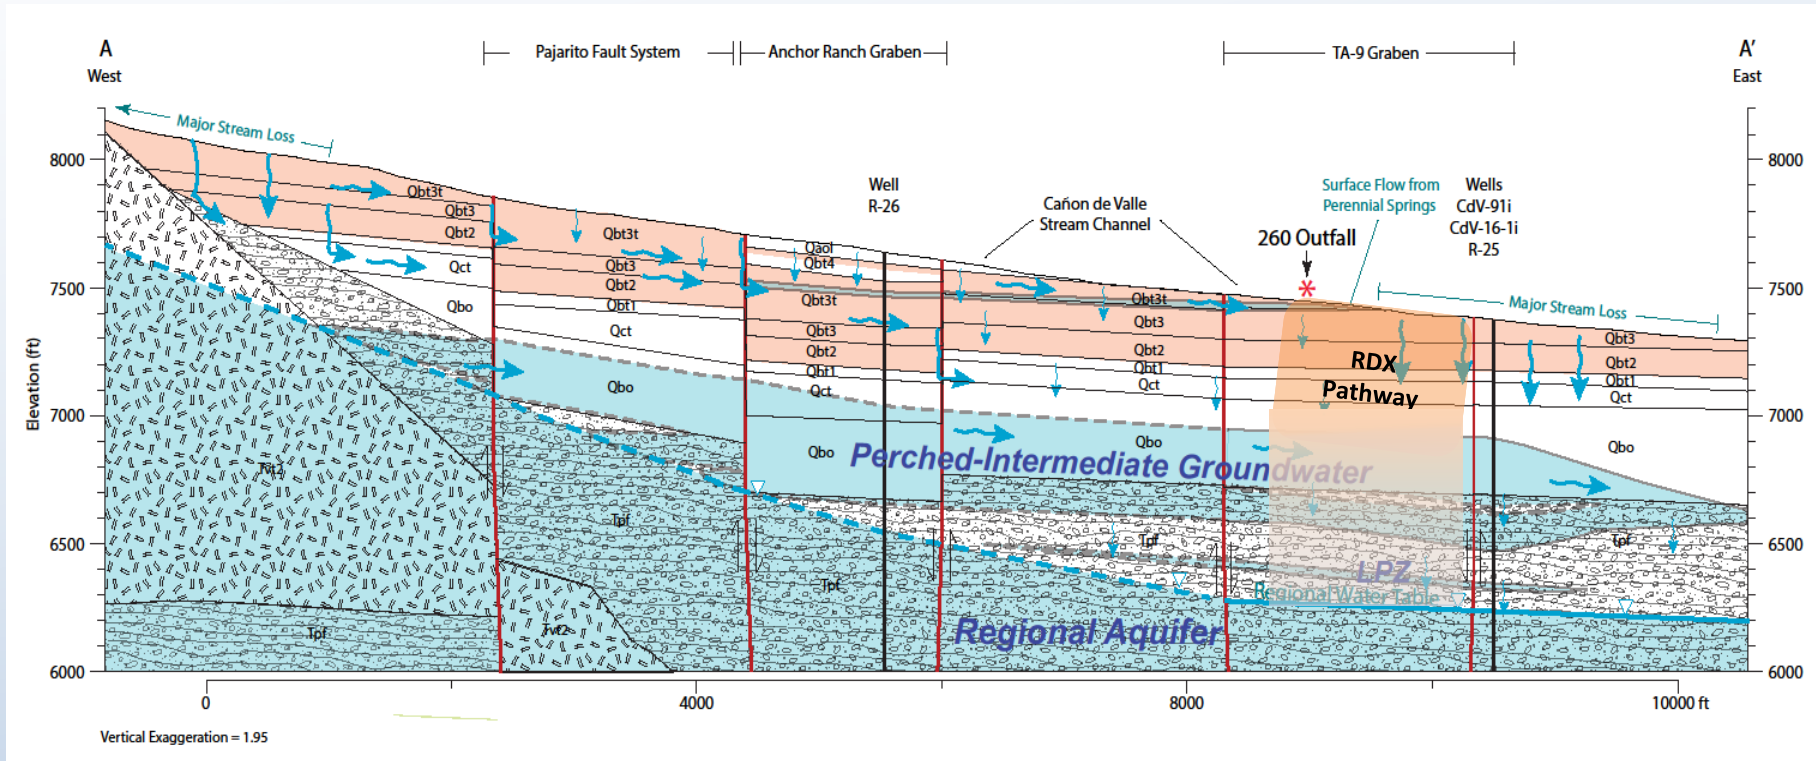 A
West
Pajarito Fault System
Anchor Ranch Graben
TA-9 Graben
A'
East
Major Stream Loss
8000
7500
7000
6500
6000
Elevation (ft)
Qbt3t
Qbt3
Qbt2
Qct
Qbo
Qbt3t
Qbt3
Qbt2
Qbt1
Qct
Qbo
Well
R-26
Qaol
Qbt4
Qbt3t
Qbt3
Qbt2
Qbt1
Qct
Qbo
Cañon de Valle
Stream Channel
260 Outfall
*
Surface Flow from
Perennial Springs
Wells
CdV-91i
CdV-16-1i
R-25
Major Stream Loss
8000
7500
7000
6500
6000
Qbt3t
Qbt3
Qbt2
Qbt1
Qct
Qbo
RDX
Pathway
Qbt3
Qbt2
Qbt1
Qct
Qbo
Perched-Intermediate Groundwater
Tvt2
Tpf
Tpf
Tpf
Tpf
LPZ
Regional Water Table
Regional Aquifer
Tpf
Tvt2
0
4000
8000
10000 ft
Vertical Exaggeration = 1.95